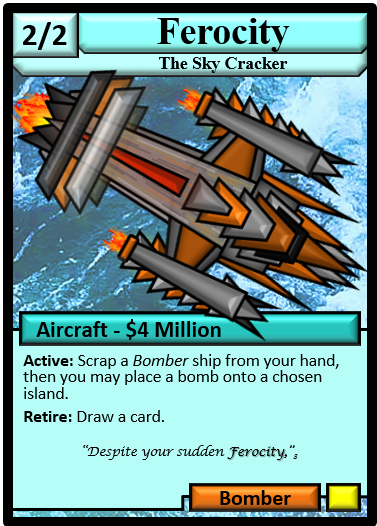 2/2
Ferocity
The Sky Cracker
Aircraft - $4 Million
Active: Scrap a Bomber ship from your hand,
then you may place a bomb onto a chosen
island.
Retire: Draw a card.
“Despite your sudden Ferocity,”s
Bomber